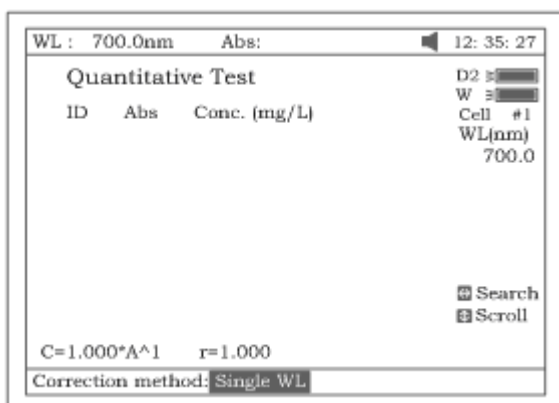 WL : 700.0nm Abs: 12: 35: 27
Quantitative Test
D2
W
ID Abs Conc. (mg/L)
Cell #1
WL(nm)
700.0
Search
Scroll
C=1.000*A^1 r=1.000
Correction method: Single WL